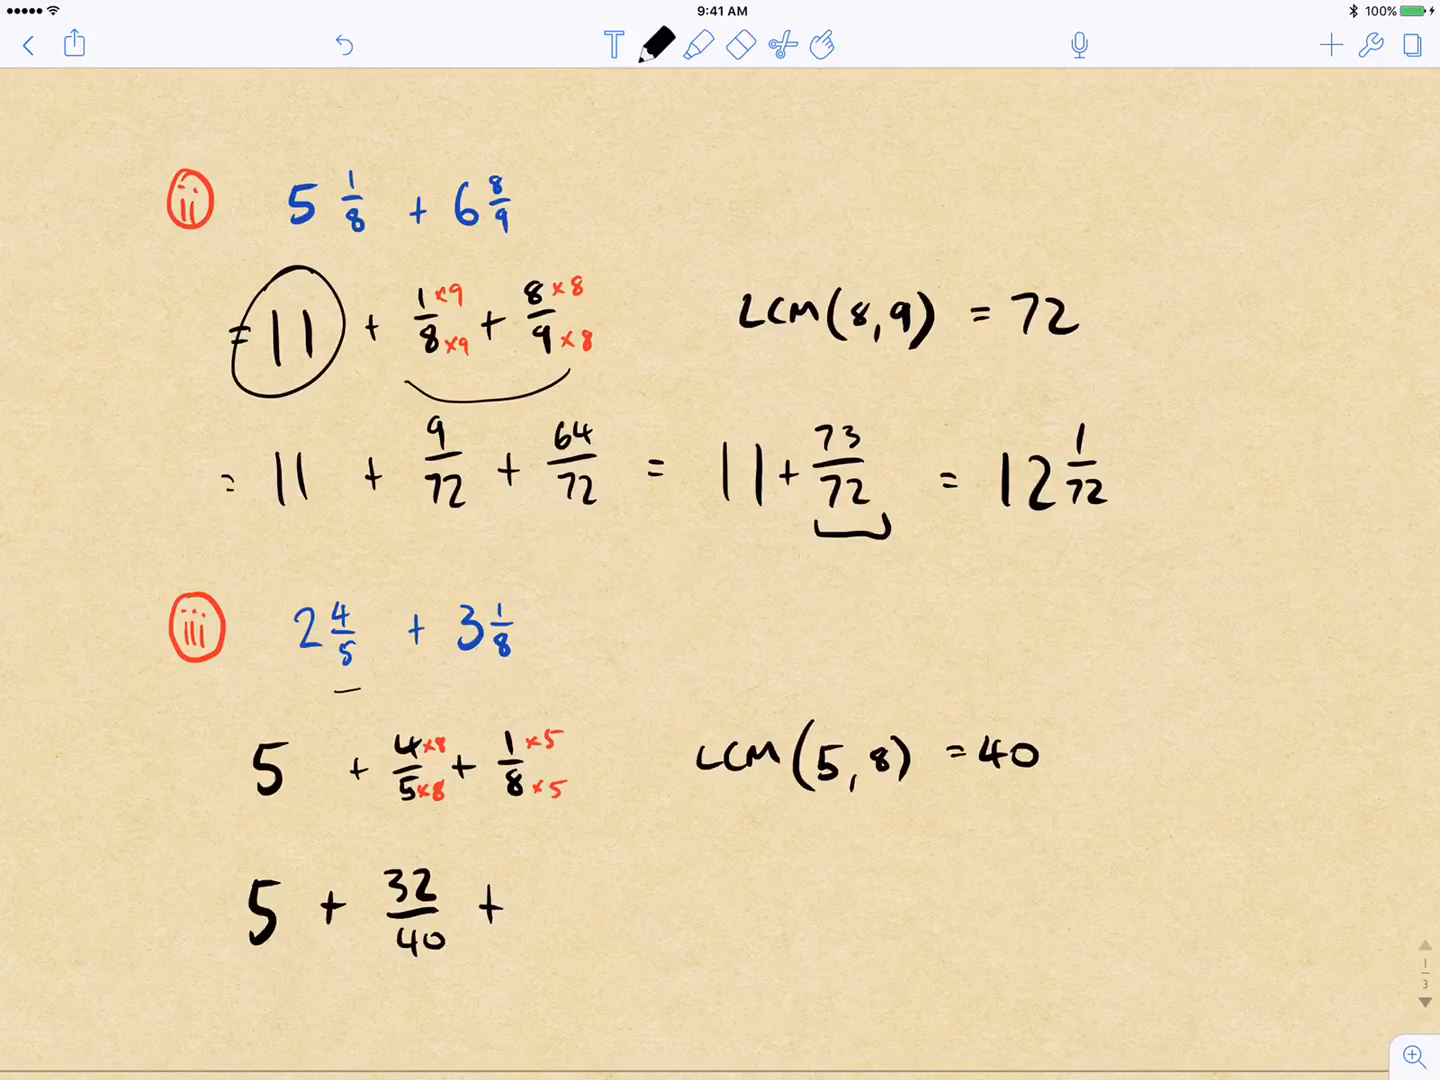 9:41 AM
100%
T
ii 5 1/8 + 6 8/9
= 11 + 1×9/8×9 + 8×8/9×8 LCM(8,9) = 72
= 11 + 9/72 + 64/72 = 11 + 73/72 = 12 1/72
iii 2 4/5 + 3 1/8
5 + 4×8/5×8 + 1×5/8×5 LCM(5,8) = 40
5 + 32/40 +
1
3